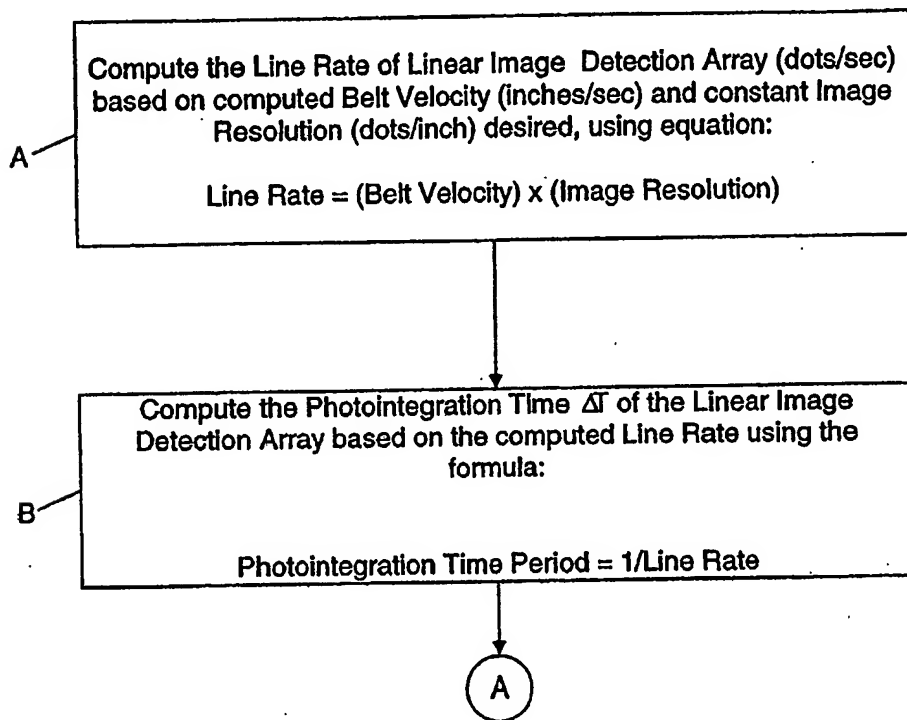 Compute the Line Rate of Linear Image Detection Array (dots/sec)
based on computed Belt Velocity (inches/sec) and constant Image
Resolution (dots/inch) desired, using equation:
A
Line Rate = (Belt Velocity) x (Image Resolution)
Compute the Photointegration Time ΔT of the Linear Image
Detection Array based on the computed Line Rate using the
formula:
B
Photointegration Time Period = 1/Line Rate
A